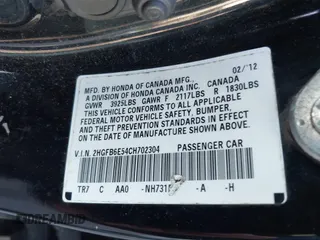 02/'12
MFD. BY HONDA OF CANADA MFG., CANADA
A DIVISION OF HONDA CANADA INC.
GVWR 3925LBS GAWR F 2117LBS R 1830LBS
THIS VEHICLE CONFORMS TO ALL APPLICABLE
FEDERAL MOTOR VEHICLE SAFETY, BUMPER,
AND THEFT PREVENTION STANDARDS IN EFFECT ON
THE DATE OF MANUFACTURE SHOWN ABOVE.
V.I.N. 2HGFB6E54CH702304 PASSENGER CAR
TR7 C AA0 -NH731P -A -H
DREAMBID